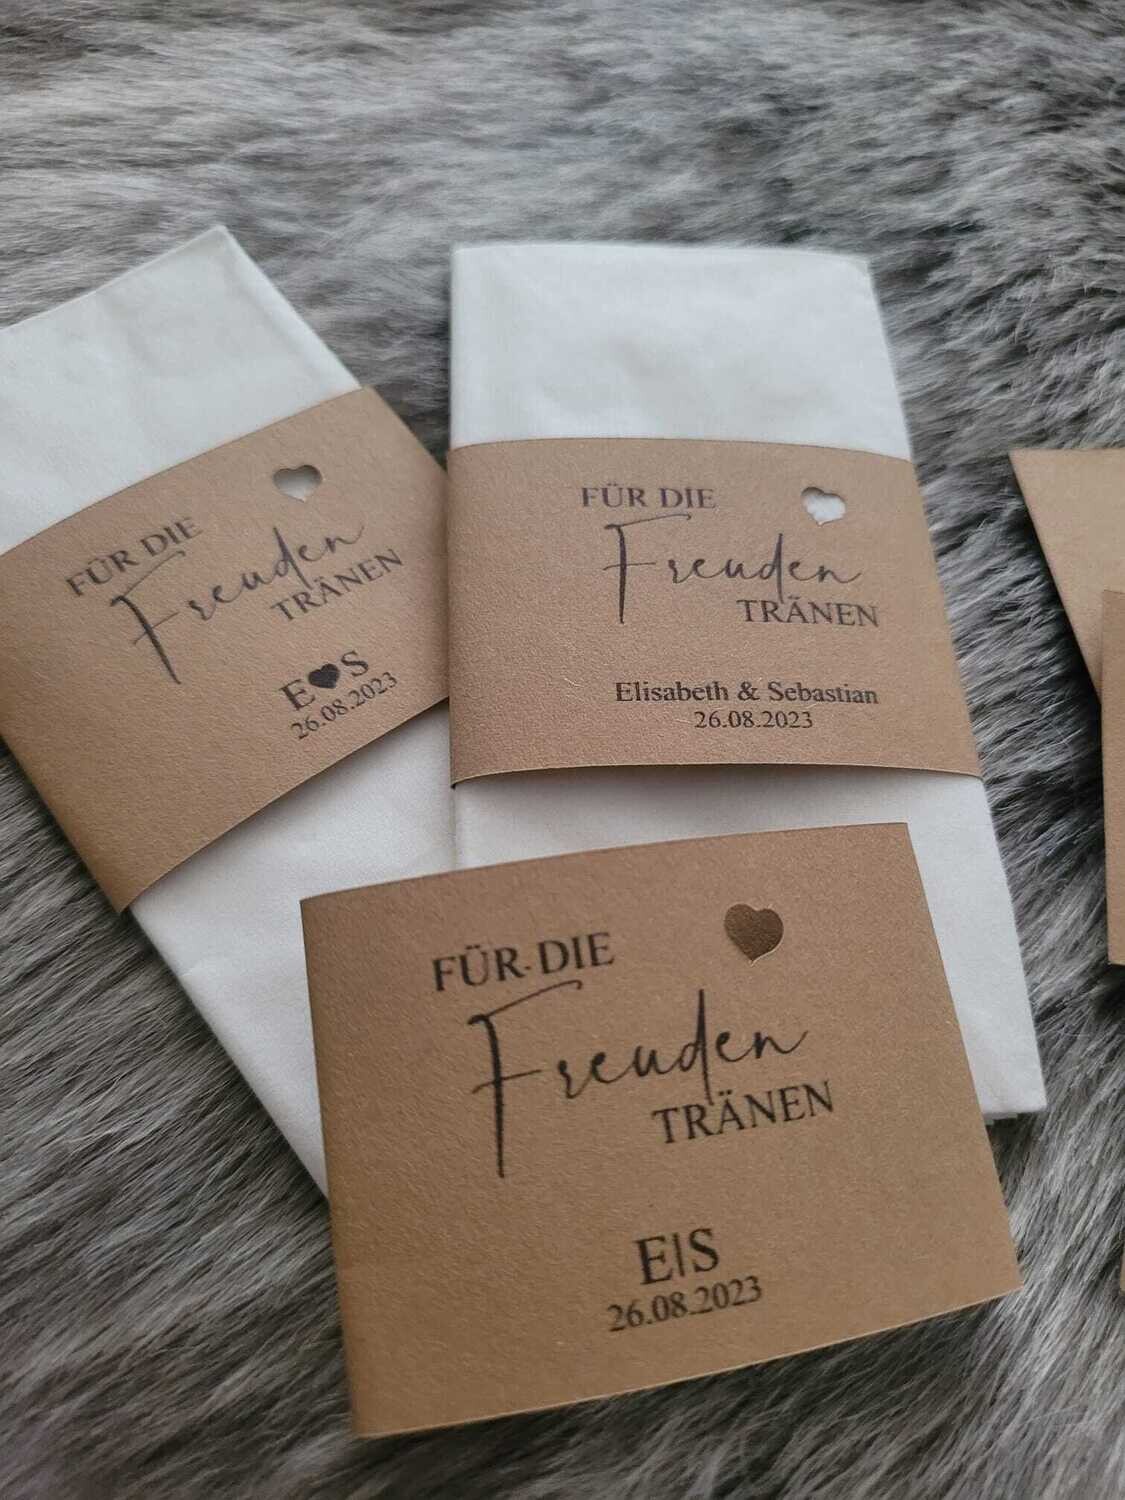 FÜR DIE
Freuden
TRÄNEN
E♥S
26.08.2023
FÜR DIE
Freuden
TRÄNEN
Elisabeth & Sebastian
26.08.2023
FÜR DIE
Freuden
TRÄNEN
E|S
26.08.2023